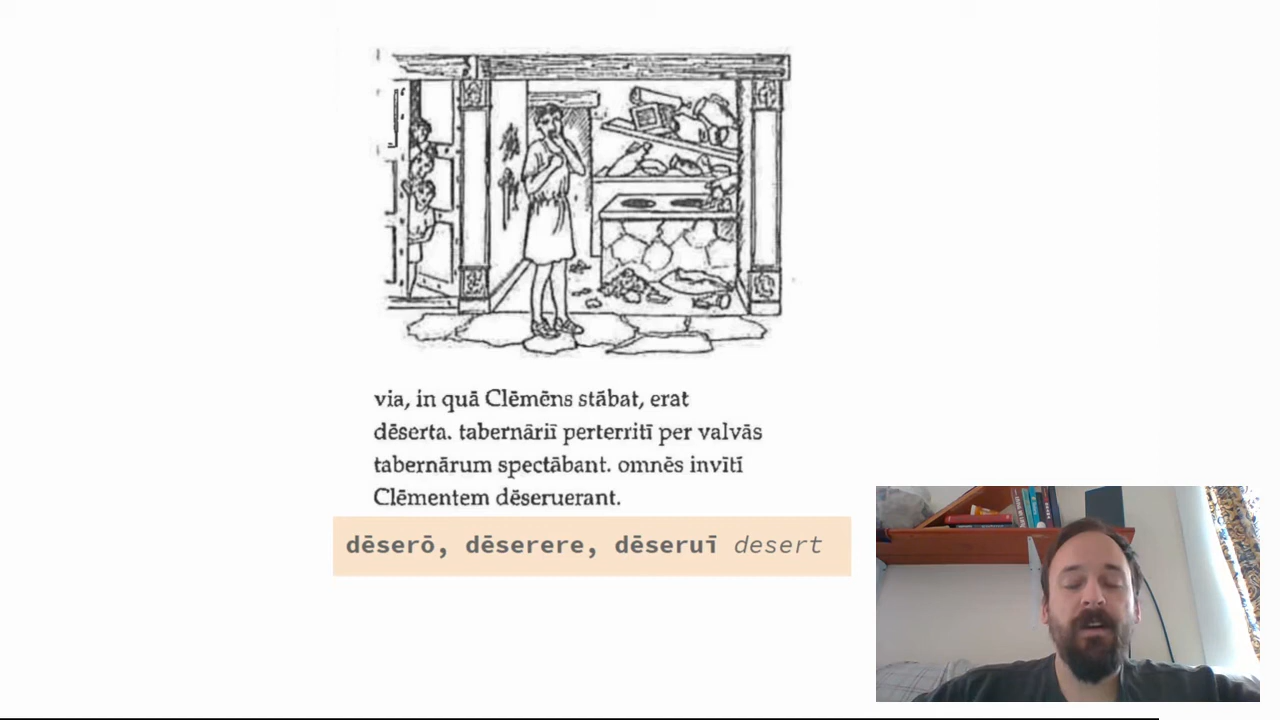 via, in quā Clēmēns stābat, erat
dēserta. tabernāriī perterritī per valvās
tabernārum spectābant. omnēs invītī
Clēmentem dēseruerant.
dēserō, dēserere, dēseruī desert